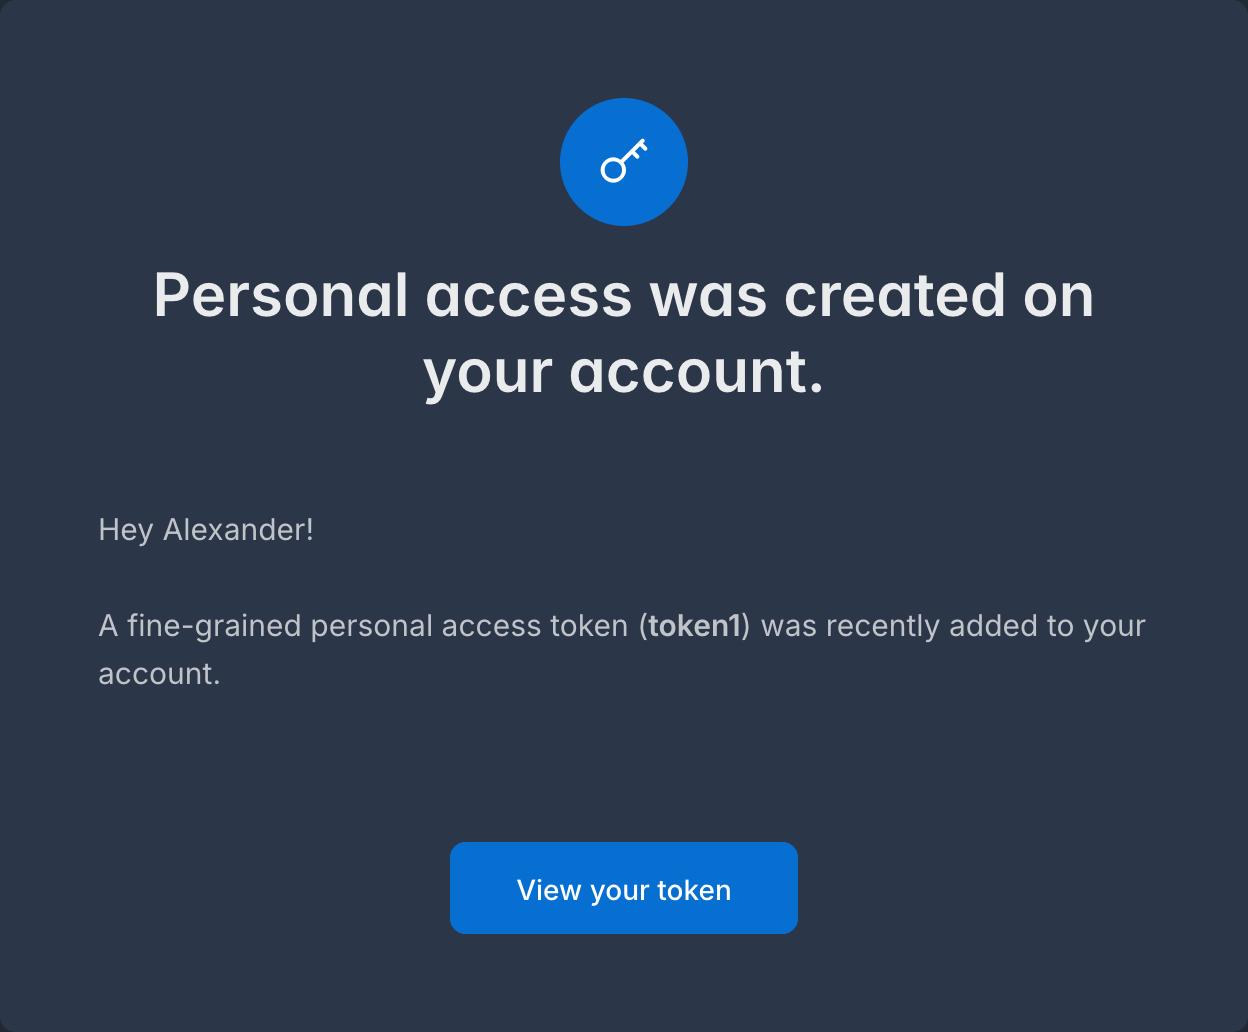 Personal access was created on
your account.
Hey Alexander!
A fine-grained personal access token (token1) was recently added to your
account.
View your token